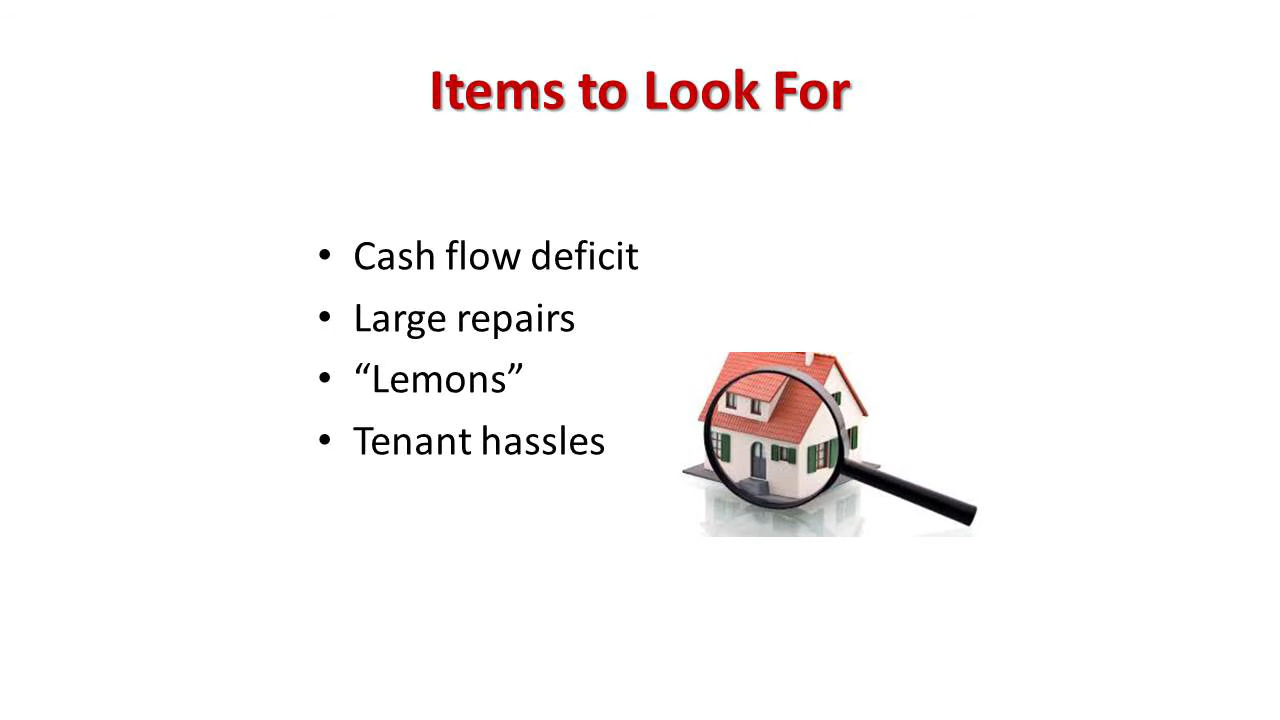 Items to Look For
• Cash flow deficit
• Large repairs
• “Lemons”
• Tenant hassles